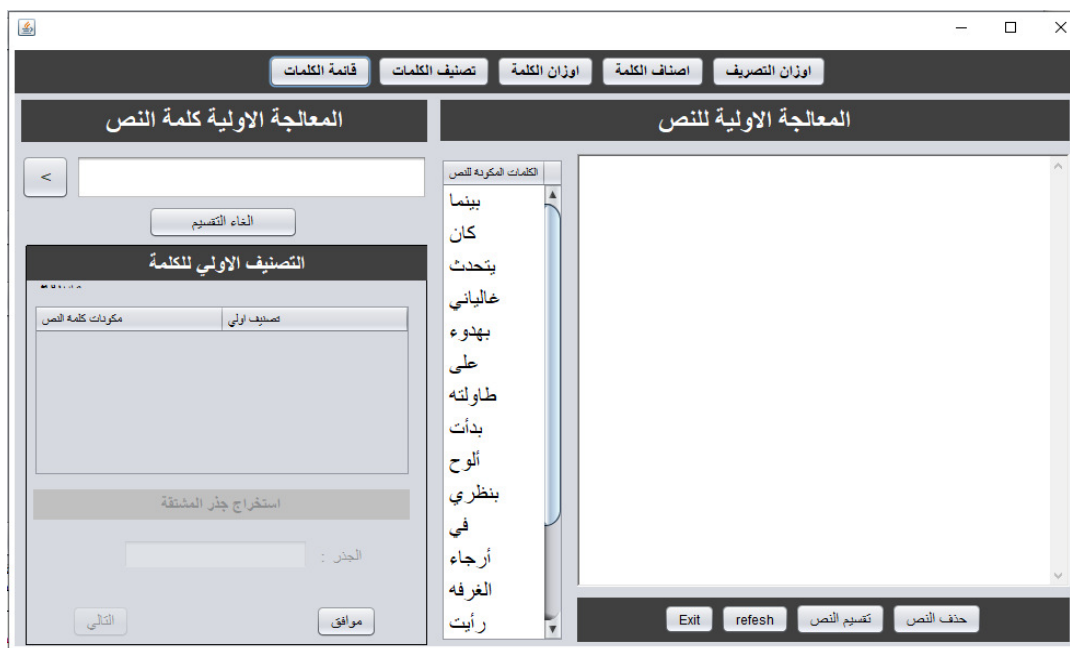 اوزان التصريف
اصناف الكلمة
اوزان الكلمة
تصنيف الكلمات
قائمة الكلمات
المعالجة الاولية للنص
المعالجة الاولية كلمة النص
الكلمات المكونة للنص
بينما
كان
يتحدث
غالياني
بهدوء
على
طاولته
بدأت
ألوح
بنظري
في
أرجاء
الغرفه
رأيت
حذف النص
تقسيم النص
refesh
Exit
>
الغاء التقسيم
التصنيف الاولي للكلمة
تصنيف اولي
مكونات كلمة النص
استخراج جذر المشتقة
الجذر :
موافق
التالي